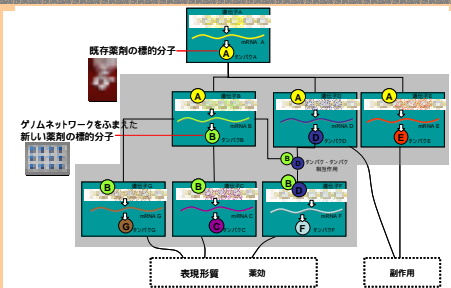 遺伝子A
mRNA A
既存薬剤の標的分子
A
タンパクA
A
遺伝子B
A
遺伝子D
A
遺伝子E
ゲノムネットワークをふまえた
新しい薬剤の標的分子
mRNA B
B
タンパクB
mRNA D
D
タンパクD
mRNA E
E
タンパクE
B D タンパク・タンパク
相互作用
B
遺伝子G
B
遺伝子C
B D
遺伝子F
mRNA G
G
タンパクG
mRNA C
C
タンパクC
mRNA F
F
タンパクF
表現形質 薬効
副作用